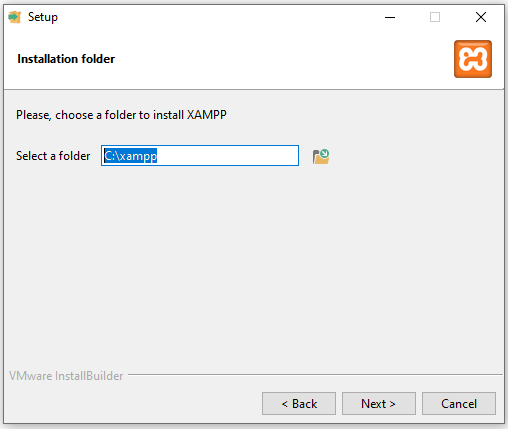 Setup
Installation folder
Please, choose a folder to install XAMPP
Select a folder C:\xampp
VMware InstallBuilder
< Back Next > Cancel